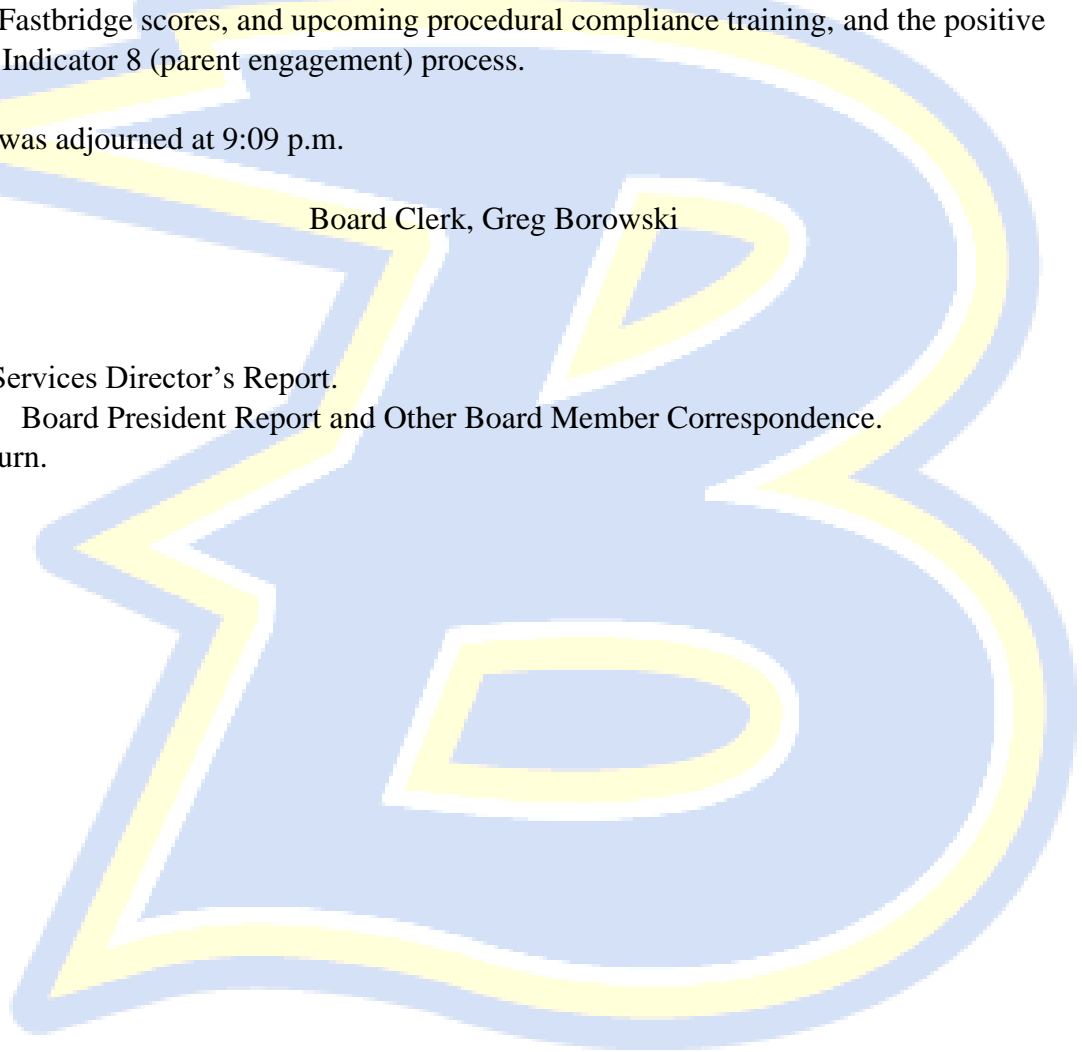 Fastbridge scores, and upcoming procedural compliance training, and the positive
Indicator 8 (parent engagement) process.
was adjourned at 9:09 p.m.
Board Clerk, Greg Borowski
Services Director's Report.
Board President Report and Other Board Member Correspondence.
urn.